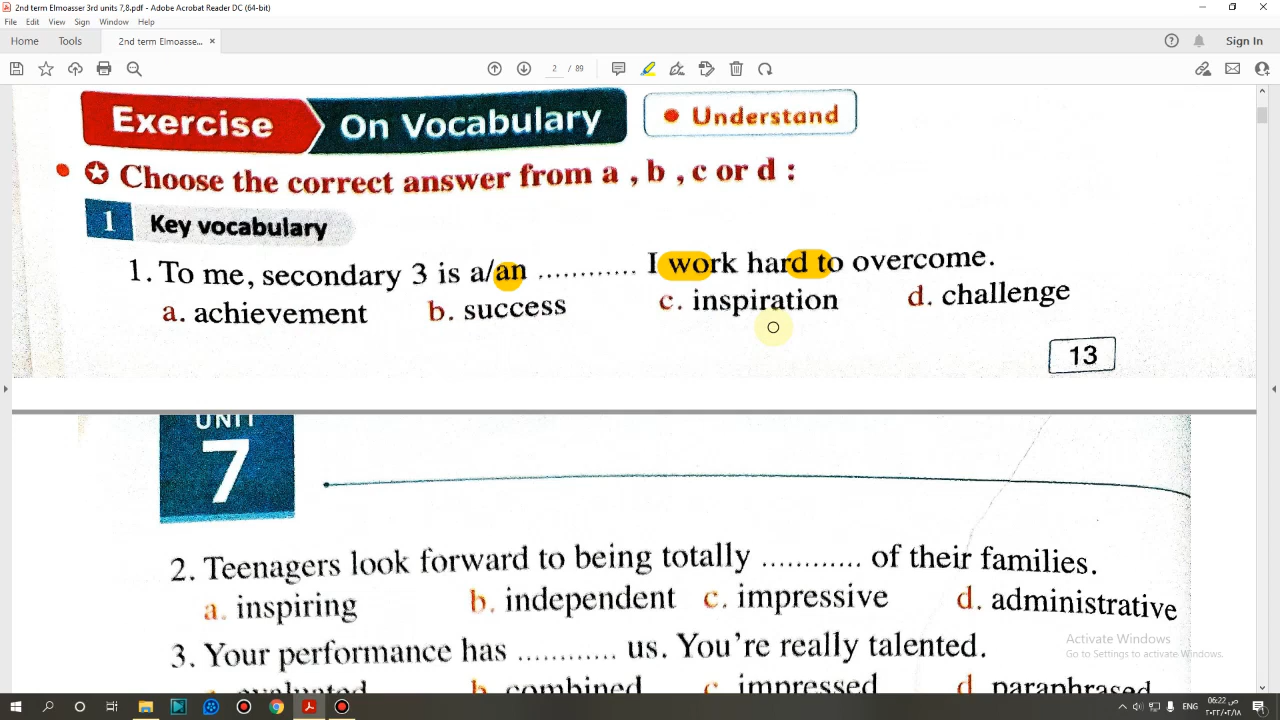 2nd term Elmoasser 3rd units 7,8.pdf - Adobe Acrobat Reader DC (64-bit)
File Edit View Sign Window Help
Home Tools 2nd term Elmoasse... × Sign In
2 / 89
Exercise On Vocabulary • Understand
Choose the correct answer from a , b , c or d :
1 Key vocabulary
1. To me, secondary 3 is a/an ............ I work hard to overcome.
a. achievement b. success c. inspiration d. challenge
13
UNIT
7
2. Teenagers look forward to being totally ............ of their families.
a. inspiring b. independent c. impressive d. administrative
3. Your performance has ............ us. You're really talented.
a. evaluated b. combined c. impressed d. paraphrased
Activate Windows
Go to Settings to activate Windows.
ENG 06:22 ص
٢٠٢٢/٠٢/١٨